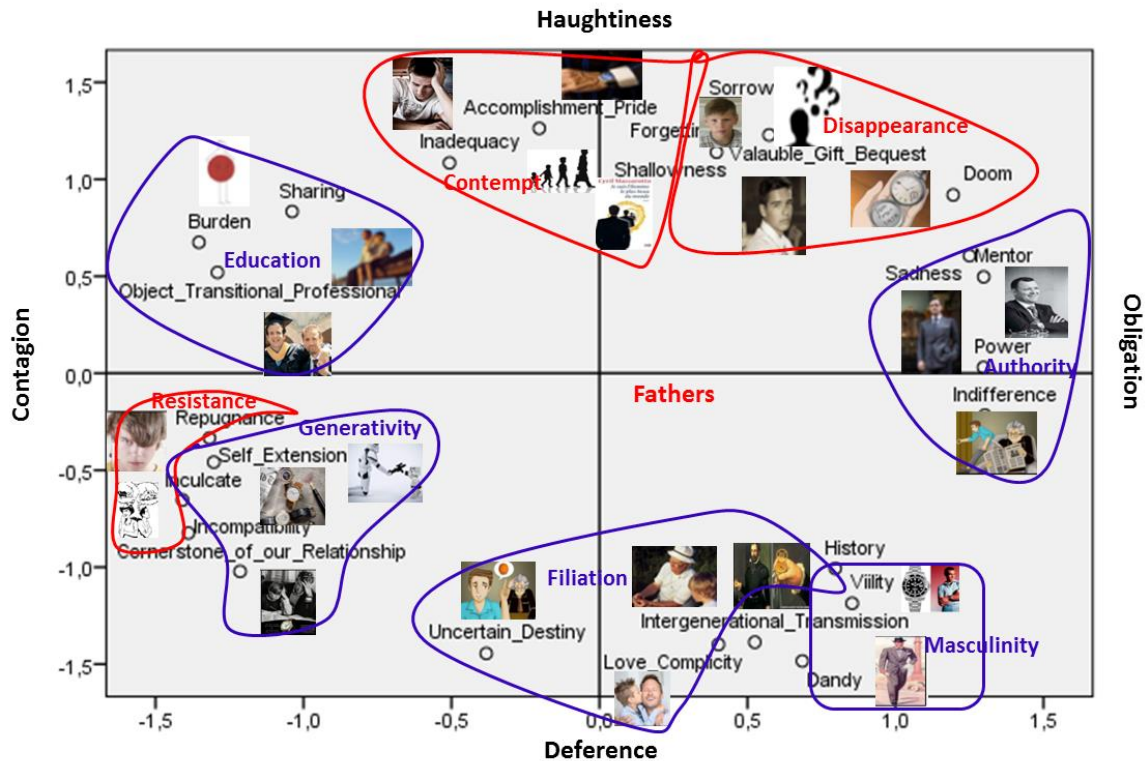 Haughtiness
1,5
Sorrow
Accomplishment_Pride
Forgettin
Disappearance
Inadequacy
Valauble_Gift_Bequest
Shallowness
Contempt
Doom
1,0
Sharing
Burden
Education
Mentor
Sadness
0,5
Object_Transitional_Professional
Contagion
Obligation
Power
Authority
0,0
Fathers
Indifference
Resistance
Repugnance
Generativity
Self_Extension
-0,5
Inculcate
Incompatibility
Cornerstone_of_our_Relationship
History
-1,0
Filiation
Viility
Intergenerational_Transmission
Uncertain_Destiny
Masculinity
Love_Complicity
-1,5
Dandy
-1,5
-1,0
-0,5
0,0
0,5
1,0
1,5
Deference